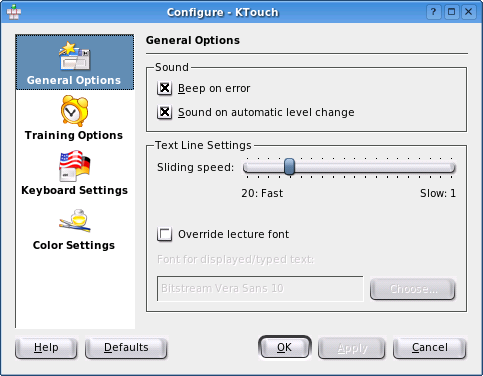 Configure - KTouch
General Options
General Options
Training Options
Keyboard Settings
Color Settings
Sound
Beep on error
Sound on automatic level change
Text Line Settings
Sliding speed:
20: Fast Slow: 1
Override lecture font
Font for displayed/typed text:
Bitstream Vera Sans 10 Choose...
Help Defaults OK Apply Cancel